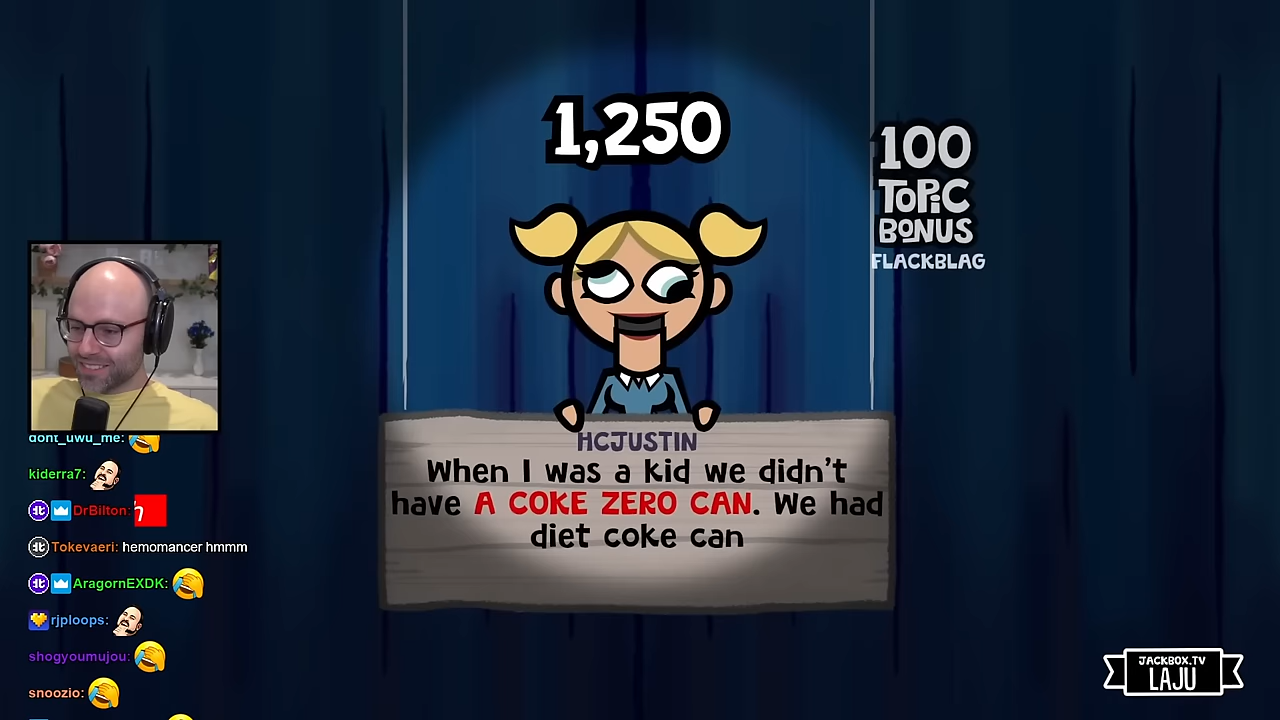 1,250
100
TOPIC
BONUS
FLACKBLAG
HCJUSTIN
When I was a kid we didn't
have A COKE ZERO CAN. We had
diet coke can
dont_uwu_me:
kiderra7:
DrBilton:
Tokevaeri: hemomancer hmmm
AragornEXDK:
rjploops:
shogyoumujou:
snoozio:
JACKBOX.TV
LAJU